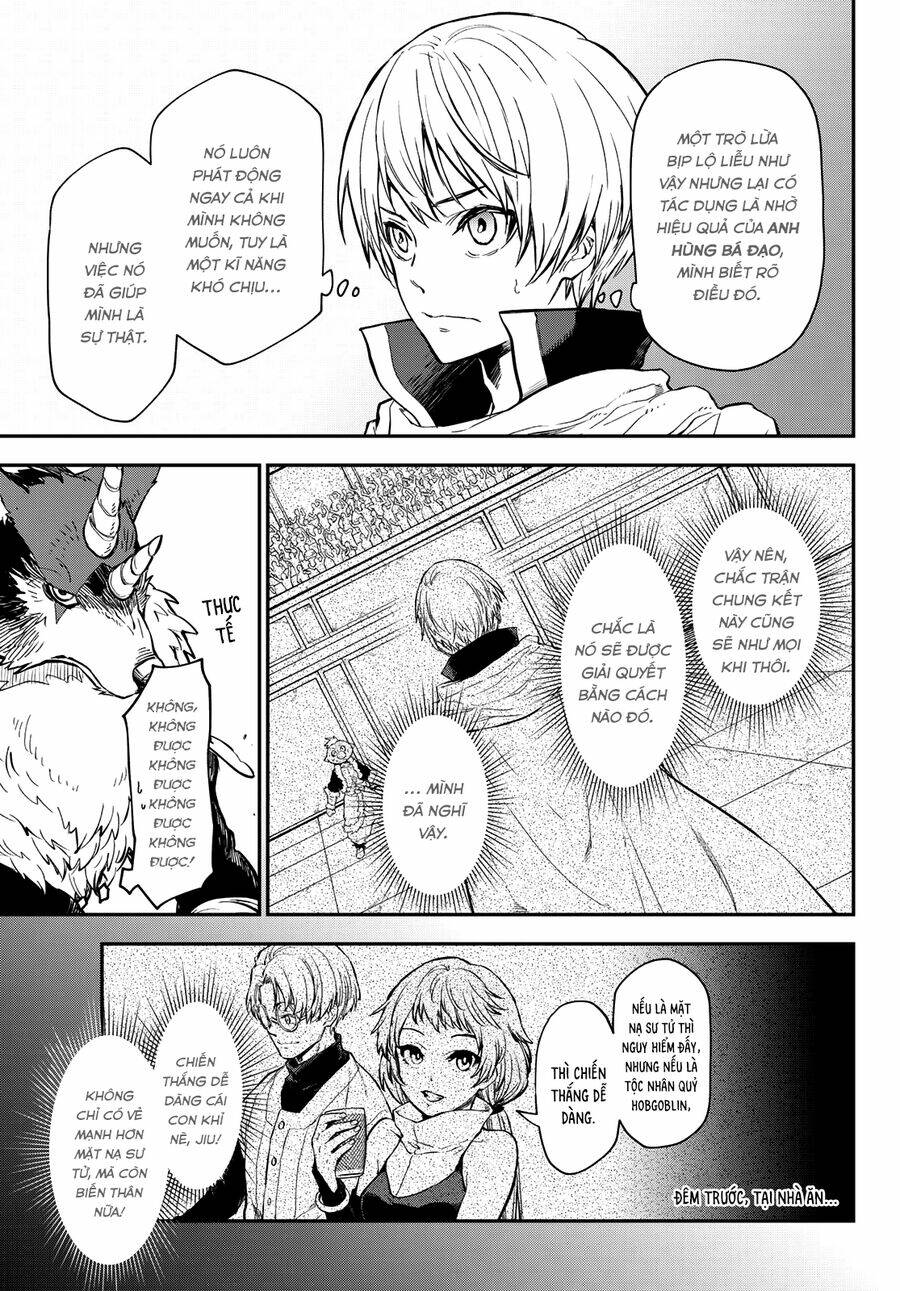 MỘT TRÒ LỪA
BỊP LỘ LIỄU NHƯ
VẬY NHƯNG LẠI CÓ
TÁC DỤNG LÀ NHỜ
HIỆU QUẢ CỦA ANH
HÙNG BÁ ĐẠO,
MÌNH BIẾT RÕ
ĐIỀU ĐÓ.
NÓ LUÔN
PHÁT ĐỘNG
NGAY CẢ KHI
MÌNH KHÔNG
MUỐN, TUY LÀ
MỘT KĨ NĂNG
KHÓ CHỊU...
NHƯNG
VIỆC NÓ
ĐÃ GIÚP
MÌNH LÀ
SỰ THẬT.
VẬY NÊN,
CHẮC TRẬN
CHUNG KẾT
NÀY CŨNG
SẼ NHƯ MỌI
KHI THÔI.
CHẮC LÀ
NÓ SẼ ĐƯỢC
GIẢI QUYẾT
BẰNG CÁCH
NÀO ĐÓ.
... MÌNH
ĐÃ NGHĨ
VẬY.
THỰC
TẾ
KHÔNG,
KHÔNG
ĐƯỢC
KHÔNG
ĐƯỢC
KHÔNG
ĐƯỢC
KHÔNG
ĐƯỢC!
NẾU LÀ MẶT
NẠ SƯ TỬ THÌ
NGUY HIỂM ĐẤY,
NHƯNG NẾU LÀ
TỘC NHÂN QUỶ
HOBGOBLIN,
THÌ CHIẾN
THẮNG DỄ
DÀNG.
ĐÊM TRƯỚC, TẠI NHÀ ĂN...
CHIẾN
THẮNG DỄ
DÀNG CÁI
CON KHỈ
NÈ, JIU!
KHÔNG
CHỈ CÓ VẺ
MẠNH HƠN
MẶT NẠ SƯ
TỬ, MÀ CÒN
BIẾN THÂN
NỮA!